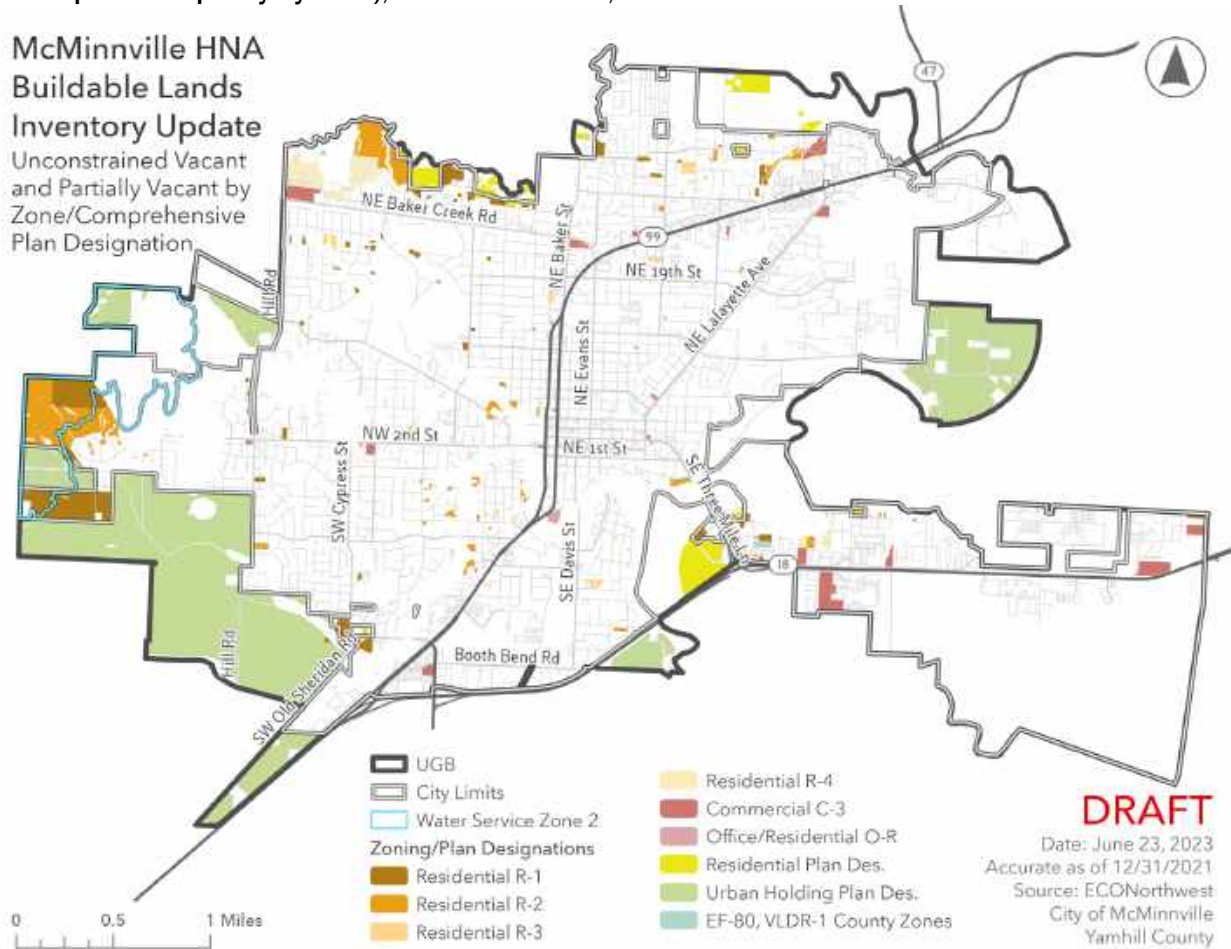 McMinnville HNA
Buildable Lands
Inventory Update
Unconstrained Vacant
and Partially Vacant by
Zone/Comprehensive
Plan Designation
47
NE Baker Creek Rd
NE Baker St
99
NE 19th St
Hill Rd
NE Lafayette Ave
NE Evans St
NW 2nd St
NE 1st St
SW Cypress St
SE Three Mile Ln
SE Davis St
18
Hill Rd
Booth Bend Rd
SW Old Sheridan Rd
UGB
City Limits
Water Service Zone 2
Zoning/Plan Designations
Residential R-1
Residential R-2
Residential R-3
Residential R-4
Commercial C-3
Office/Residential O-R
Residential Plan Des.
Urban Holding Plan Des.
EF-80, VLDR-1 County Zones
DRAFT
Date: June 23, 2023
Accurate as of 12/31/2021
Source: ECONorthwest
City of McMinnville
Yamhill County
0 0.5 1 Miles